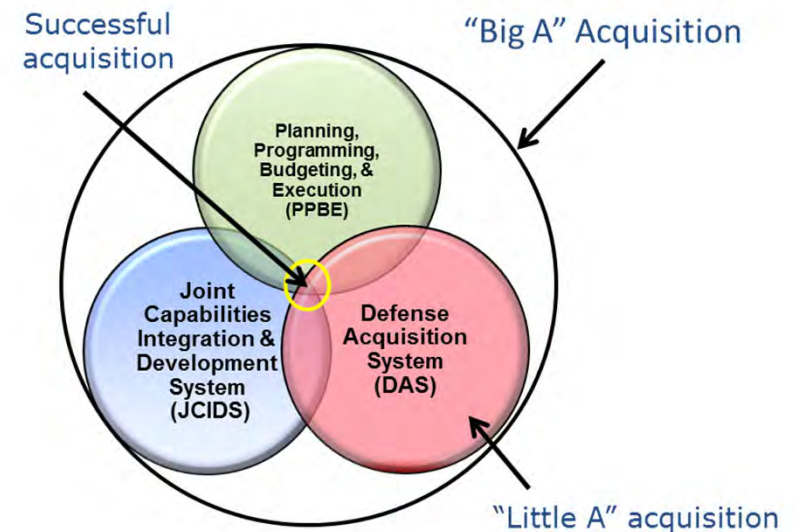 Successful
acquisition
“Big A” Acquisition
Planning,
Programming,
Budgeting, &
Execution
(PPBE)
Joint
Capabilities
Integration &
Development
System
(JCIDS)
Defense
Acquisition
System
(DAS)
“Little A” acquisition